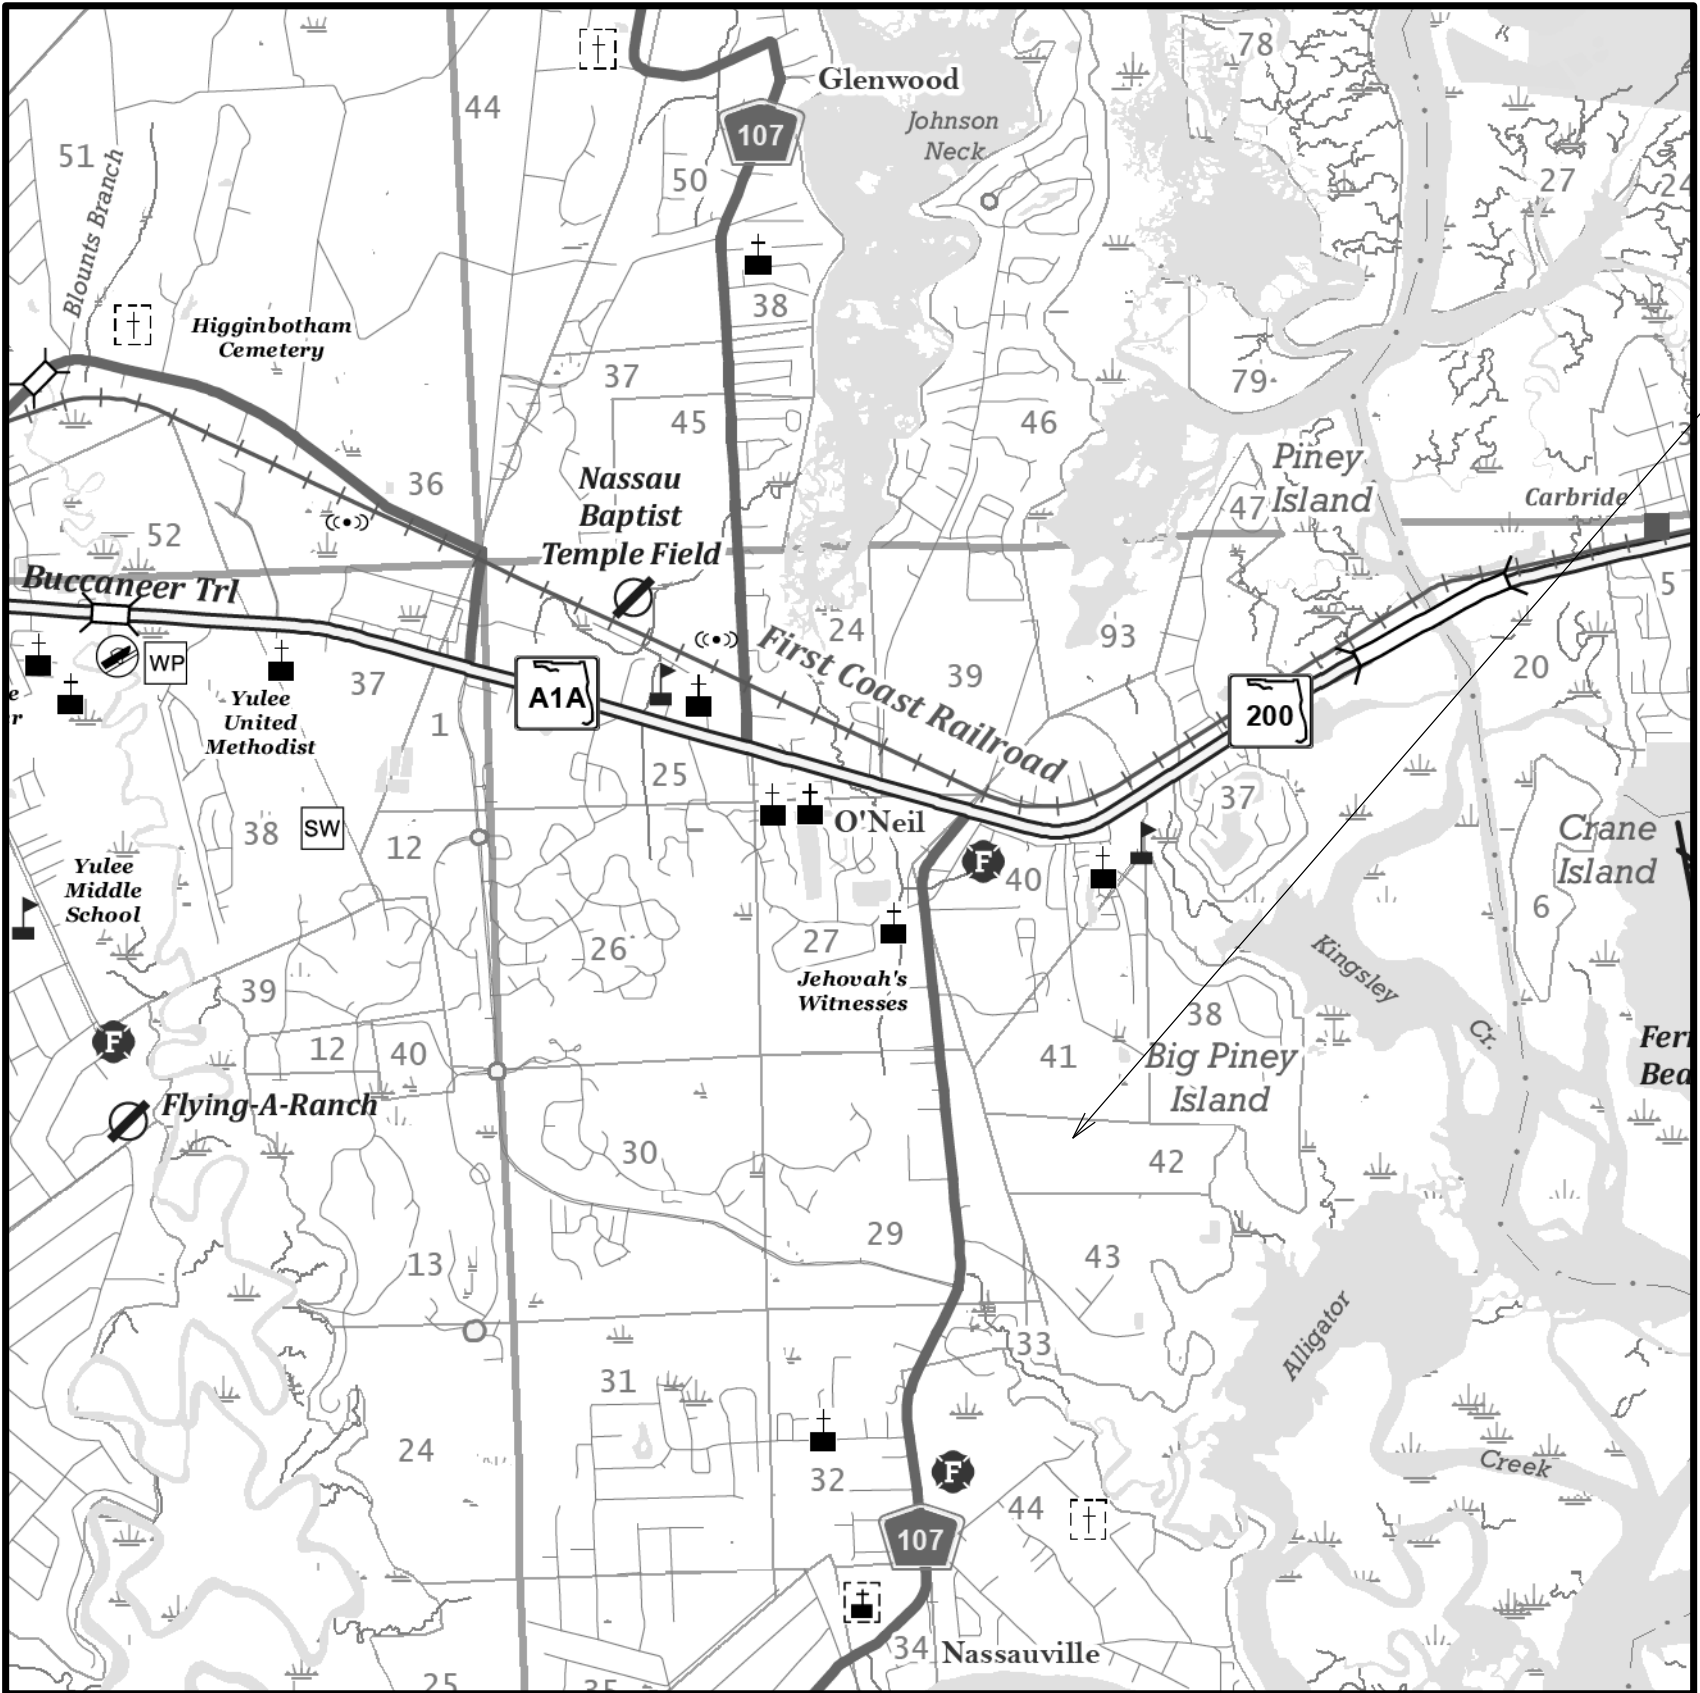 78
Glenwood
44
Johnson
Neck
107
51
50
27
24
Blounts Branch
38
Higginbotham
Cemetery
37
79
45
46
Nassau
Baptist
Temple Field
36
Piney
Island
47
Carbride
52
Buccaneer Trl
5
24
93
First Coast Railroad
WP
39
20
37
A1A
Yulee
United
Methodist
200
1
25
37
38
SW
12
O'Neil
Crane
Island
Yulee
Middle
School
F
40
6
26
27
Kingsley
Cr.
Jehovah's
Witnesses
39
38
F
12
40
41
Big Piney
Island
Flying-A-Ranch
30
42
29
43
13
Alligator
33
31
24
32
F
Creek
44
107
34
Nassauville
25
35